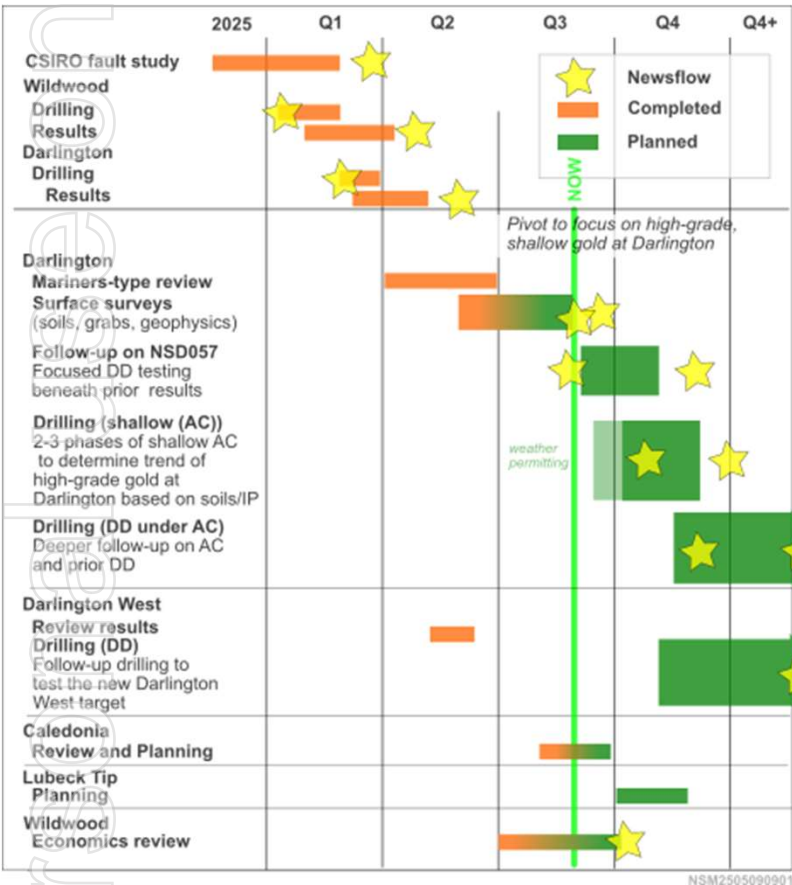 2025 Q1 Q2 Q3 Q4 Q4+
CSIRO fault study
Wildwood
Drilling
Results
Darlington
Drilling
Results
Newsflow
Completed
Planned
NOW
Pivot to focus on high-grade,
shallow gold at Darlington
Darlington
Mariners-type review
Surface surveys
(soils, grabs, geophysics)
Follow-up on NSD057
Focused DD testing
beneath prior results
Drilling (shallow (AC))
2-3 phases of shallow AC
to determine trend of
high-grade gold at
Darlington based on soils/IP
weather
permitting
Drilling (DD under AC)
Deeper follow-up on AC
and prior DD
Darlington West
Review results
Drilling (DD)
Follow-up drilling to
test the new Darlington
West target
Caledonia
Review and Planning
Lubeck Tip
Planning
Wildwood
Economics review
NSM2505090901
rsonal use on